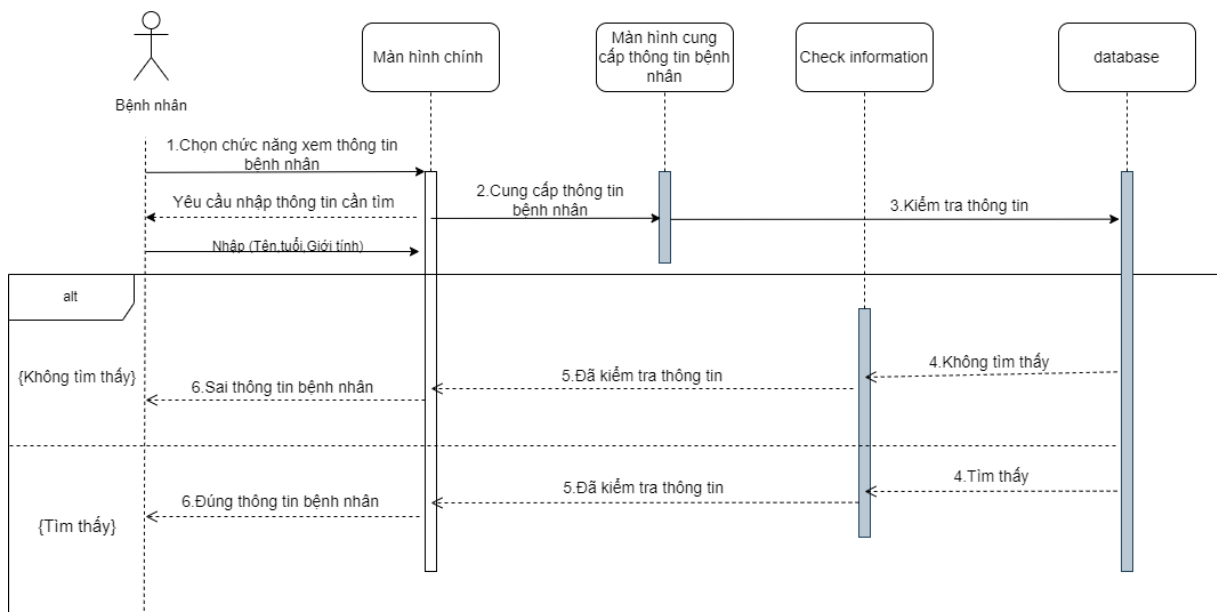 Bệnh nhân
Màn hình chính
Màn hình cung
cấp thông tin bệnh
nhân
Check information
database
1.Chọn chức năng xem thông tin
bệnh nhân
Yêu cầu nhập thông tin cần tìm
2.Cung cấp thông tin
bệnh nhân
3.Kiểm tra thông tin
Nhập (Tên,tuổi,Giới tính)
alt
{Không tìm thấy}
4.Không tìm thấy
5.Đã kiểm tra thông tin
6.Sai thông tin bệnh nhân
4.Tìm thấy
5.Đã kiểm tra thông tin
6.Đúng thông tin bệnh nhân
{Tìm thấy}